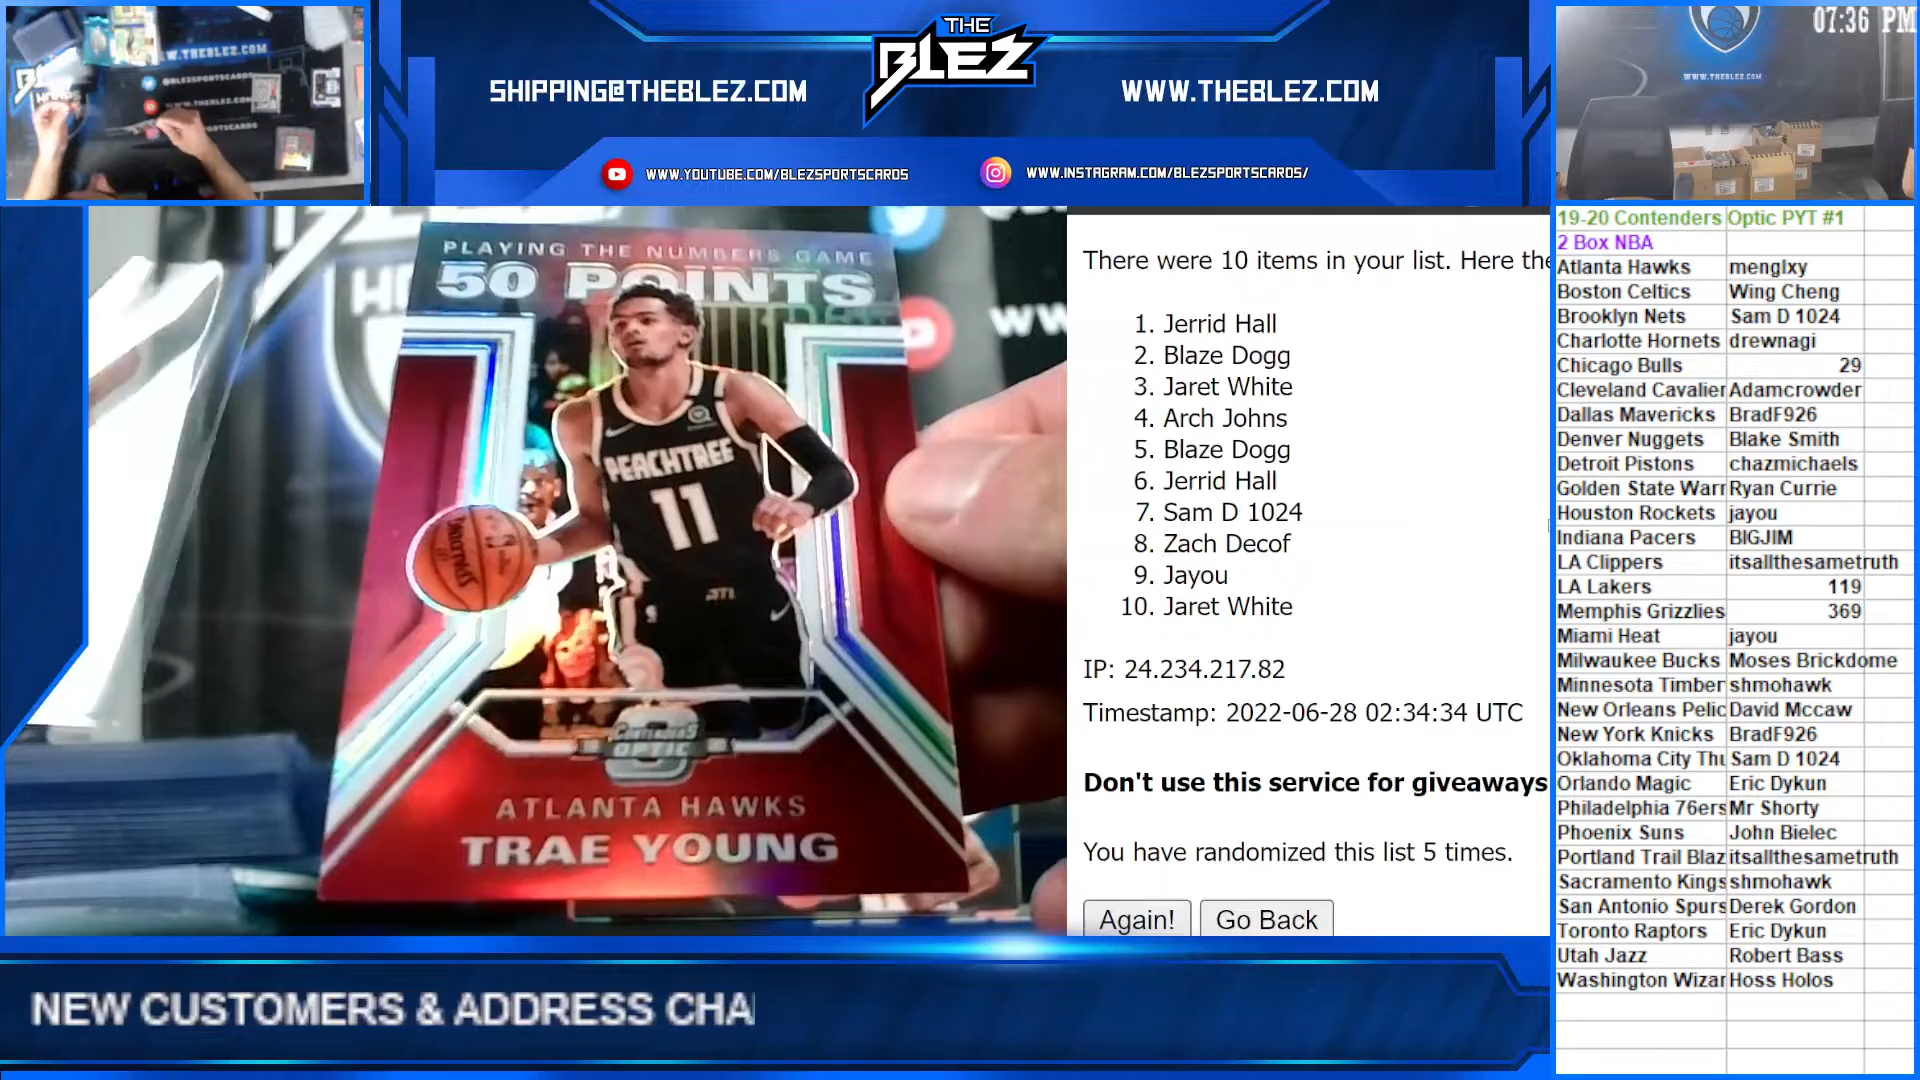 THE
BLEZ
SHIPPING@THEBLEZ.COM
WWW.THEBLEZ.COM
WWW.YOUTUBE.COM/BLEZSPORTSCARDS
WWW.INSTAGRAM.COM/BLEZSPORTSCARDS/
07:36 PM
WWW.THEBLEZ.COM
W.THEBLEZ.COM
@BLEZSPORTSCARDS
PLAYING THE NUMBERS GAME
50 POINTS
PEACHTREE
11
ATL
SPALDING
CONTENDERS
OPTIC
ATLANTA HAWKS
TRAE YOUNG
There were 10 items in your list. Here the
1. Jerrid Hall
2. Blaze Dogg
3. Jaret White
4. Arch Johns
5. Blaze Dogg
6. Jerrid Hall
7. Sam D 1024
8. Zach Decof
9. Jayou
10. Jaret White
IP: 24.234.217.82
Timestamp: 2022-06-28 02:34:34 UTC
Don't use this service for giveaways
You have randomized this list 5 times.
Again! Go Back
19-20 Contenders Optic PYT #1
2 Box NBA
Atlanta Hawks menglxy
Boston Celtics Wing Cheng
Brooklyn Nets Sam D 1024
Charlotte Hornets drewnagi
Chicago Bulls 29
Cleveland Cavalier Adamcrowder
Dallas Mavericks BradF926
Denver Nuggets Blake Smith
Detroit Pistons chazmichaels
Golden State Warr Ryan Currie
Houston Rockets jayou
Indiana Pacers BIGJIM
LA Clippers itsallthesametruth
LA Lakers 119
Memphis Grizzlies 369
Miami Heat jayou
Milwaukee Bucks Moses Brickdome
Minnesota Timber shmohawk
New Orleans Pelic David Mccaw
New York Knicks BradF926
Oklahoma City Thu Sam D 1024
Orlando Magic Eric Dykun
Philadelphia 76ers Mr Shorty
Phoenix Suns John Bielec
Portland Trail Blaz itsallthesametruth
Sacramento Kings shmohawk
San Antonio Spurs Derek Gordon
Toronto Raptors Eric Dykun
Utah Jazz Robert Bass
Washington Wizar Hoss Holos
NEW CUSTOMERS & ADDRESS CHA